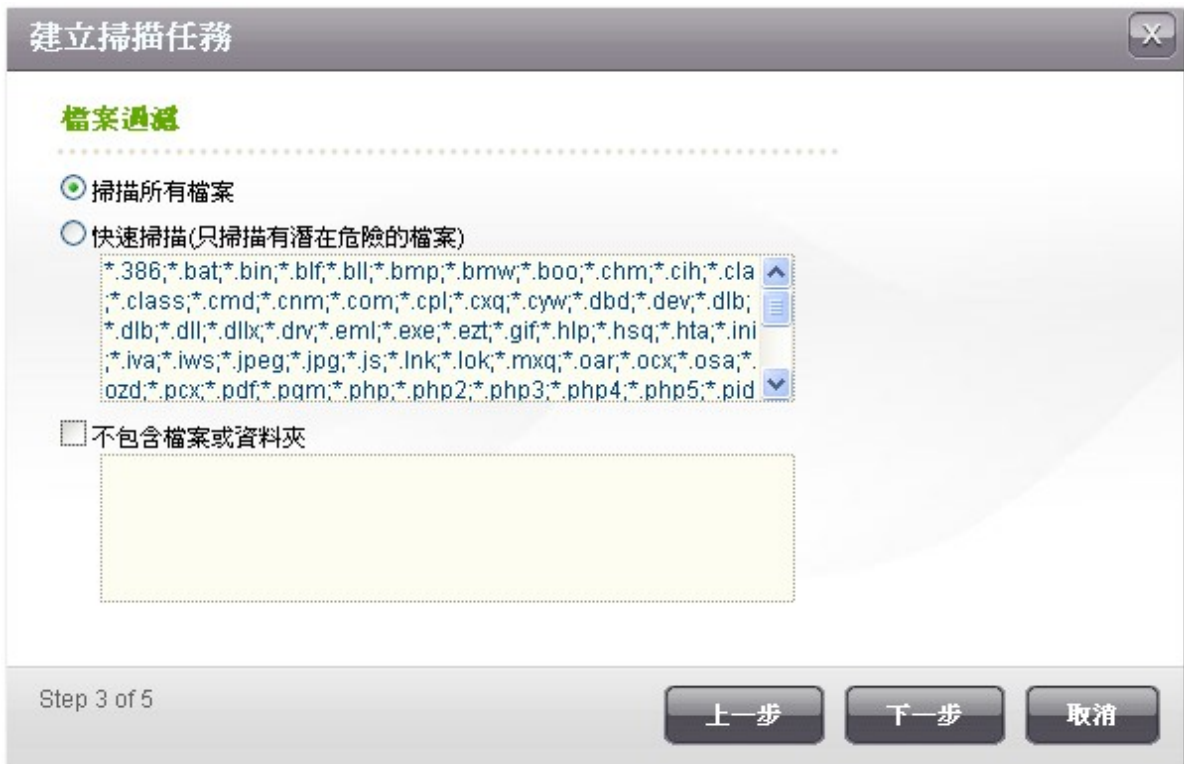 建立掃描任務
X
檔案過濾
掃描所有檔案
快速掃描(只掃描有潛在危險的檔案)
*.386;*.bat;*.bin;*.blf;*.bll;*.bmp;*.bmw;*.boo;*.chm;*.cih;*.cla
;*.class;*.cmd;*.cnm;*.com;*.cpl;*.cxq;*.cyw;*.dbd;*.dev;*.dlb;
*.dlb;*.dll;*.dllx;*.drv;*.eml;*.exe;*.ezt;*.gif;*.hlp;*.hsq;*.hta;*.ini
;*.iva;*.iws;*.jpeg;*.jpg;*.js;*.lnk;*.lok;*.mxq;*.oar;*.ocx;*.osa;*.
ozd;*.pcx;*.pdf;*.pgm;*.php;*.php2;*.php3;*.php4;*.php5;*.pid
不包含檔案或資料夾
Step 3 of 5
上一步
下一步
取消